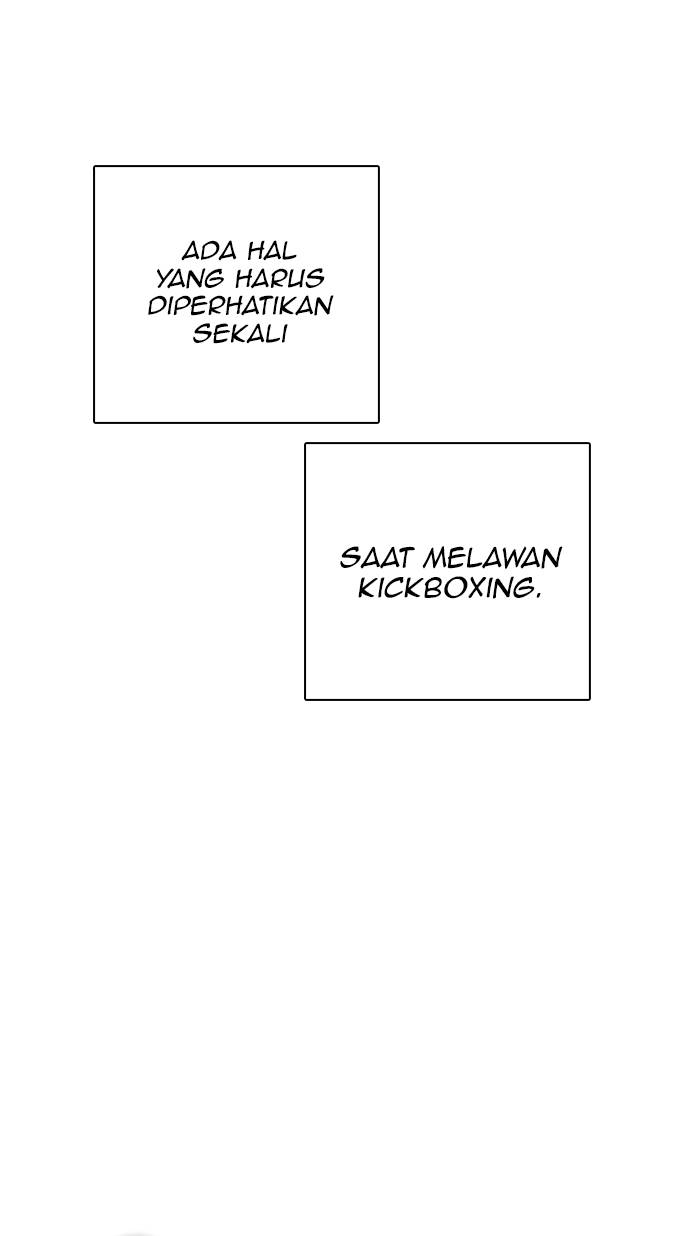 ADA HAL
YANG HARUS
DIPERHATIKAN
SEKALI
SAAT MELAWAN
KICKBOXING.